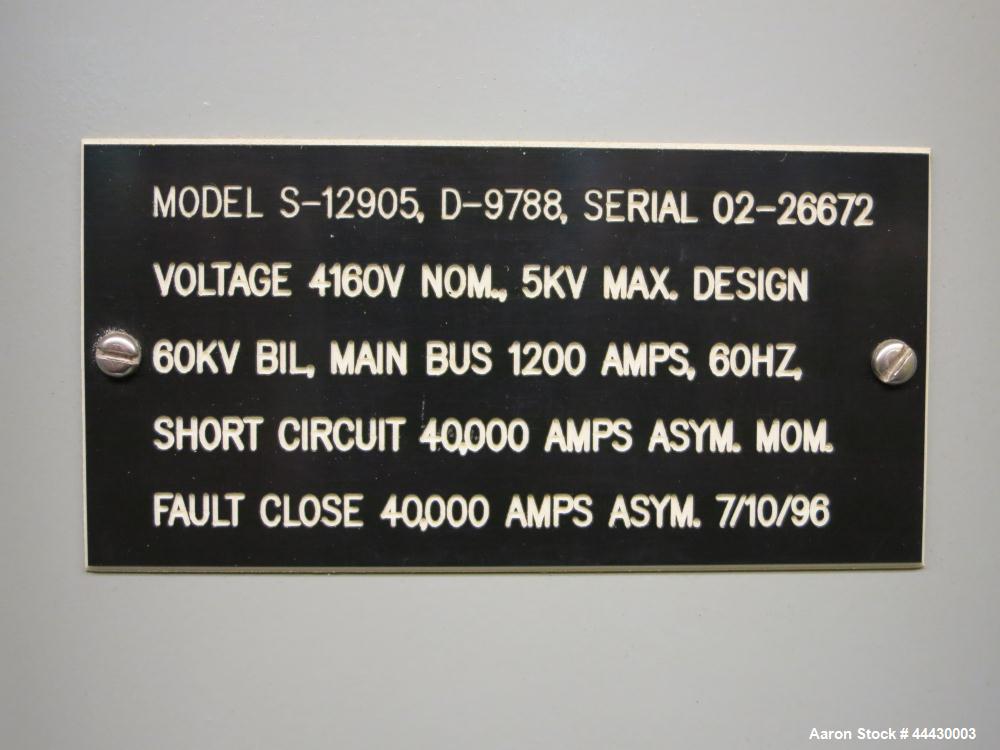 MODEL S-12905, D-9788, SERIAL 02-26672
VOLTAGE 4160V NOM., 5KV MAX. DESIGN
60KV BIL, MAIN BUS 1200 AMPS, 60HZ,
SHORT CIRCUIT 40,000 AMPS ASYM. MOM.
FAULT CLOSE 40,000 AMPS ASYM. 7/10/96
Aaron Stock # 44430003